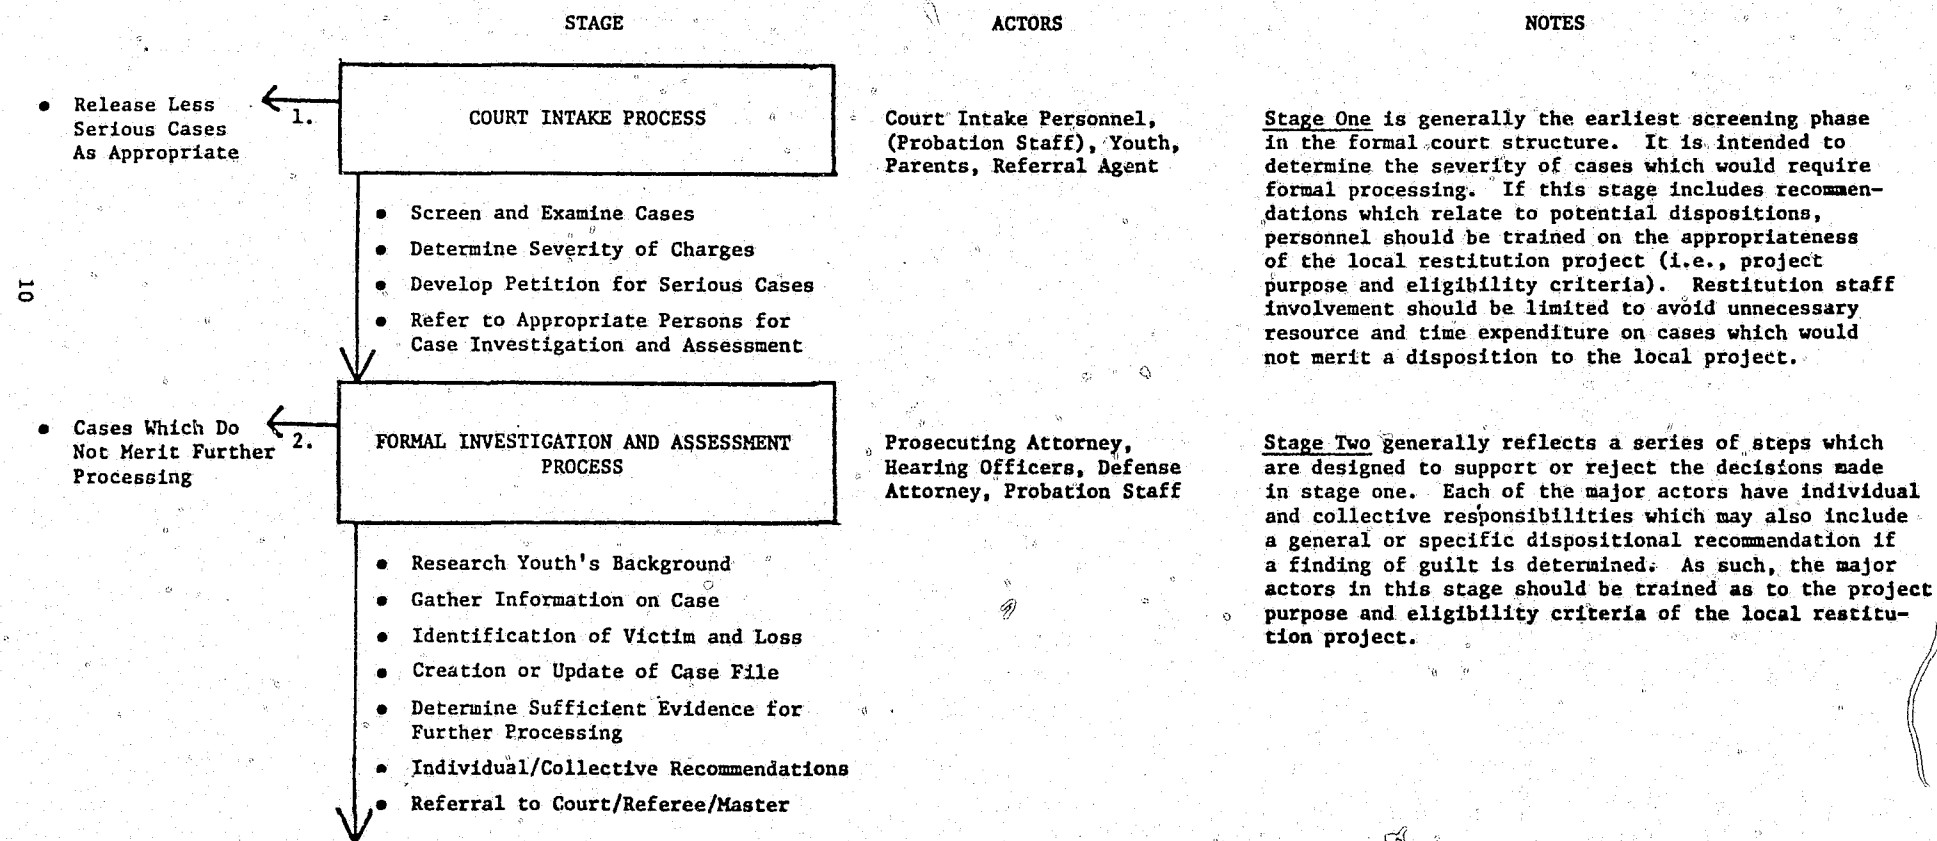 STAGE
ACTORS
NOTES
● Release Less
Serious Cases
As Appropriate
1.
COURT INTAKE PROCESS
Court Intake Personnel,
(Probation Staff), Youth,
Parents, Referral Agent
Stage One is generally the earliest screening phase
in the formal court structure. It is intended to
determine the severity of cases which would require
formal processing. If this stage includes recommen-
dations which relate to potential dispositions,
personnel should be trained on the appropriateness
of the local restitution project (i.e., project
purpose and eligibility criteria). Restitution staff
involvement should be limited to avoid unnecessary
resource and time expenditure on cases which would
not merit a disposition to the local project.
● Screen and Examine Cases
● Determine Severity of Charges
● Develop Petition for Serious Cases
● Refer to Appropriate Persons for
Case Investigation and Assessment
10
● Cases Which Do
Not Merit Further
Processing
2.
FORMAL INVESTIGATION AND ASSESSMENT
PROCESS
Prosecuting Attorney,
Hearing Officers, Defense
Attorney, Probation Staff
Stage Two generally reflects a series of steps which
are designed to support or reject the decisions made
in stage one. Each of the major actors have individual
and collective responsibilities which may also include
a general or specific dispositional recommendation if
a finding of guilt is determined. As such, the major
actors in this stage should be trained as to the project
purpose and eligibility criteria of the local restitu-
tion project.
● Research Youth's Background
● Gather Information on Case
● Identification of Victim and Loss
● Creation or Update of Case File
● Determine Sufficient Evidence for
Further Processing
● Individual/Collective Recommendations
● Referral to Court/Referee/Master